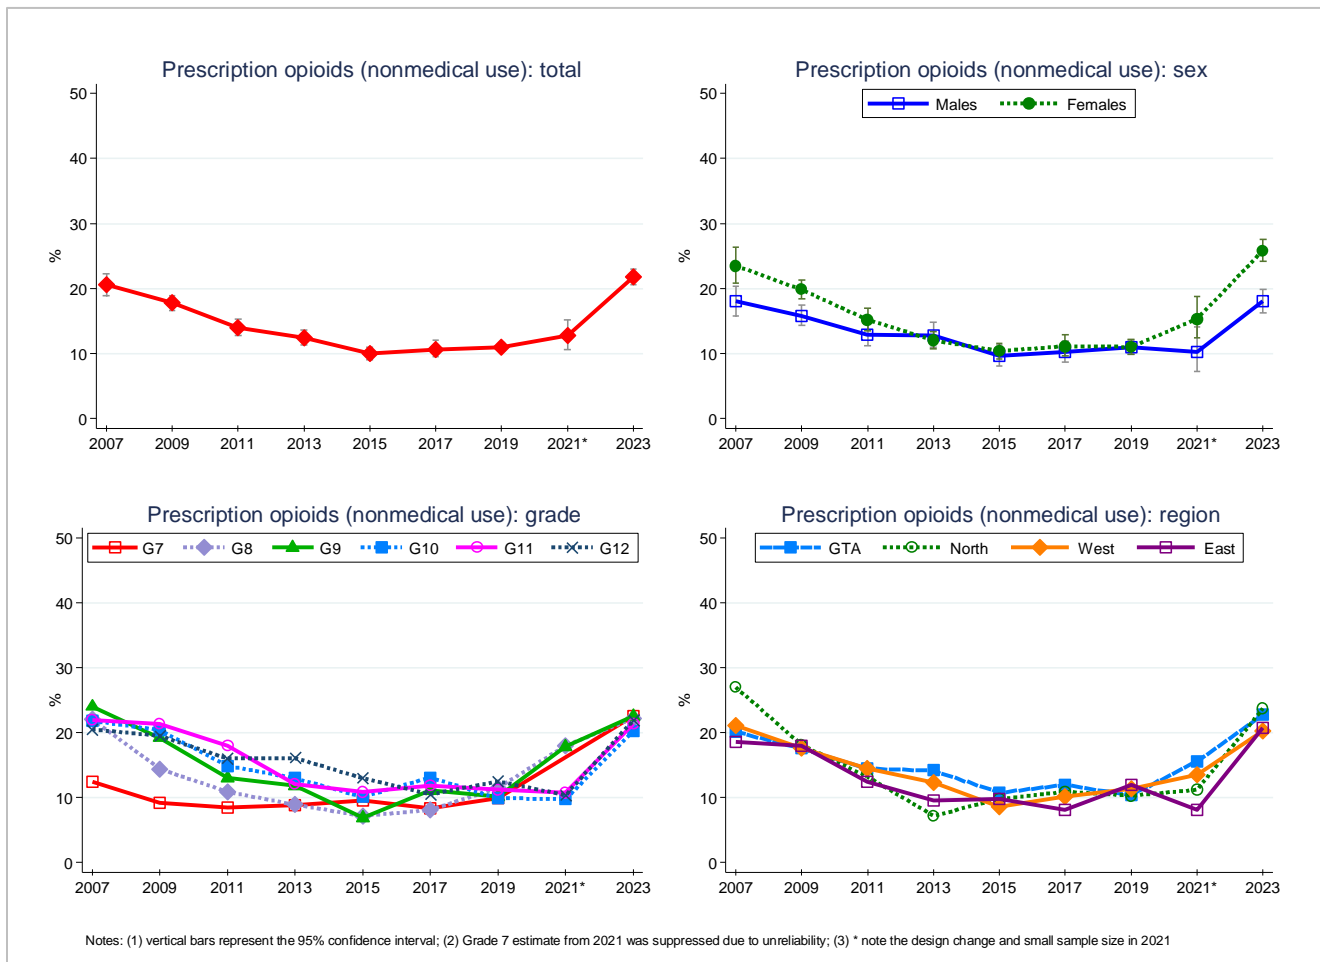 Prescription opioids (nonmedical use): total
50
40
30
20
10
0
%
2007 2009 2011 2013 2015 2017 2019 2021* 2023
Prescription opioids (nonmedical use): sex
Males Females
50
40
30
20
10
0
%
2007 2009 2011 2013 2015 2017 2019 2021* 2023
Prescription opioids (nonmedical use): grade
G7 G8 G9 G10 G11 G12
50
40
30
20
10
0
%
2007 2009 2011 2013 2015 2017 2019 2021* 2023
Prescription opioids (nonmedical use): region
GTA North West East
50
40
30
20
10
0
%
2007 2009 2011 2013 2015 2017 2019 2021* 2023
Notes: (1) vertical bars represent the 95% confidence interval; (2) Grade 7 estimate from 2021 was suppressed due to unreliability; (3) * note the design change and small sample size in 2021